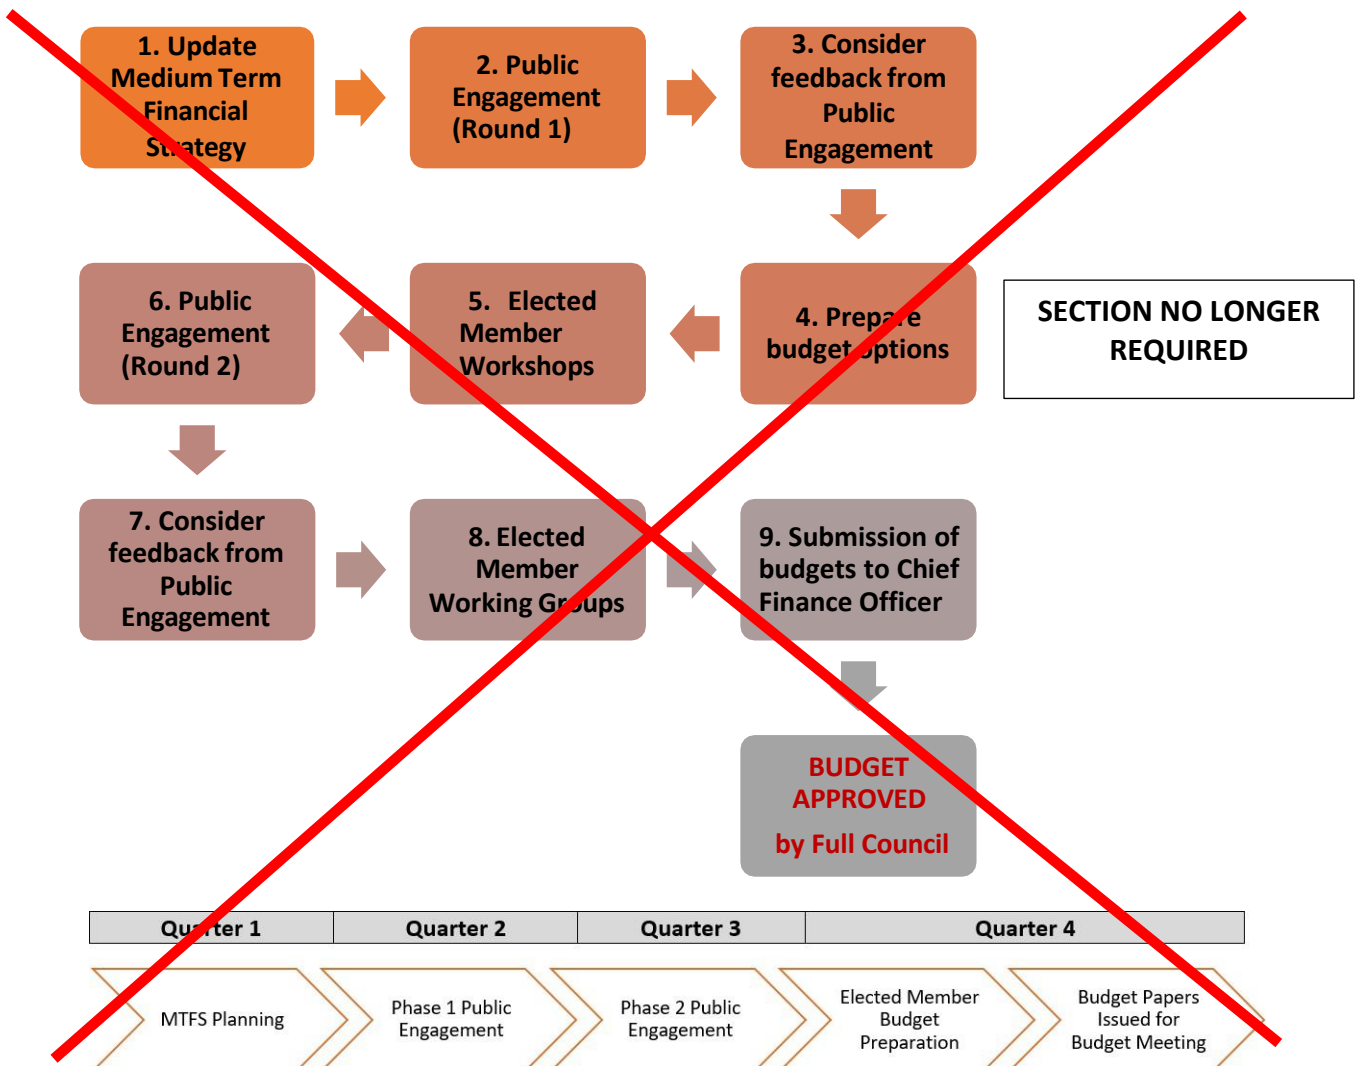 1. Update
Medium Term
Financial
Strategy
2. Public
Engagement
(Round 1)
3. Consider
feedback from
Public
Engagement
6. Public
Engagement
(Round 2)
5. Elected
Member
Workshops
4. Prepare
budget options
SECTION NO LONGER
REQUIRED
7. Consider
feedback from
Public
Engagement
8. Elected
Member
Working Groups
9. Submission of
budgets to Chief
Finance Officer
BUDGET
APPROVED
by Full Council
Quarter 1
Quarter 2
Quarter 3
Quarter 4
MTFS Planning
Phase 1 Public
Engagement
Phase 2 Public
Engagement
Elected Member
Budget
Preparation
Budget Papers
Issued for
Budget Meeting